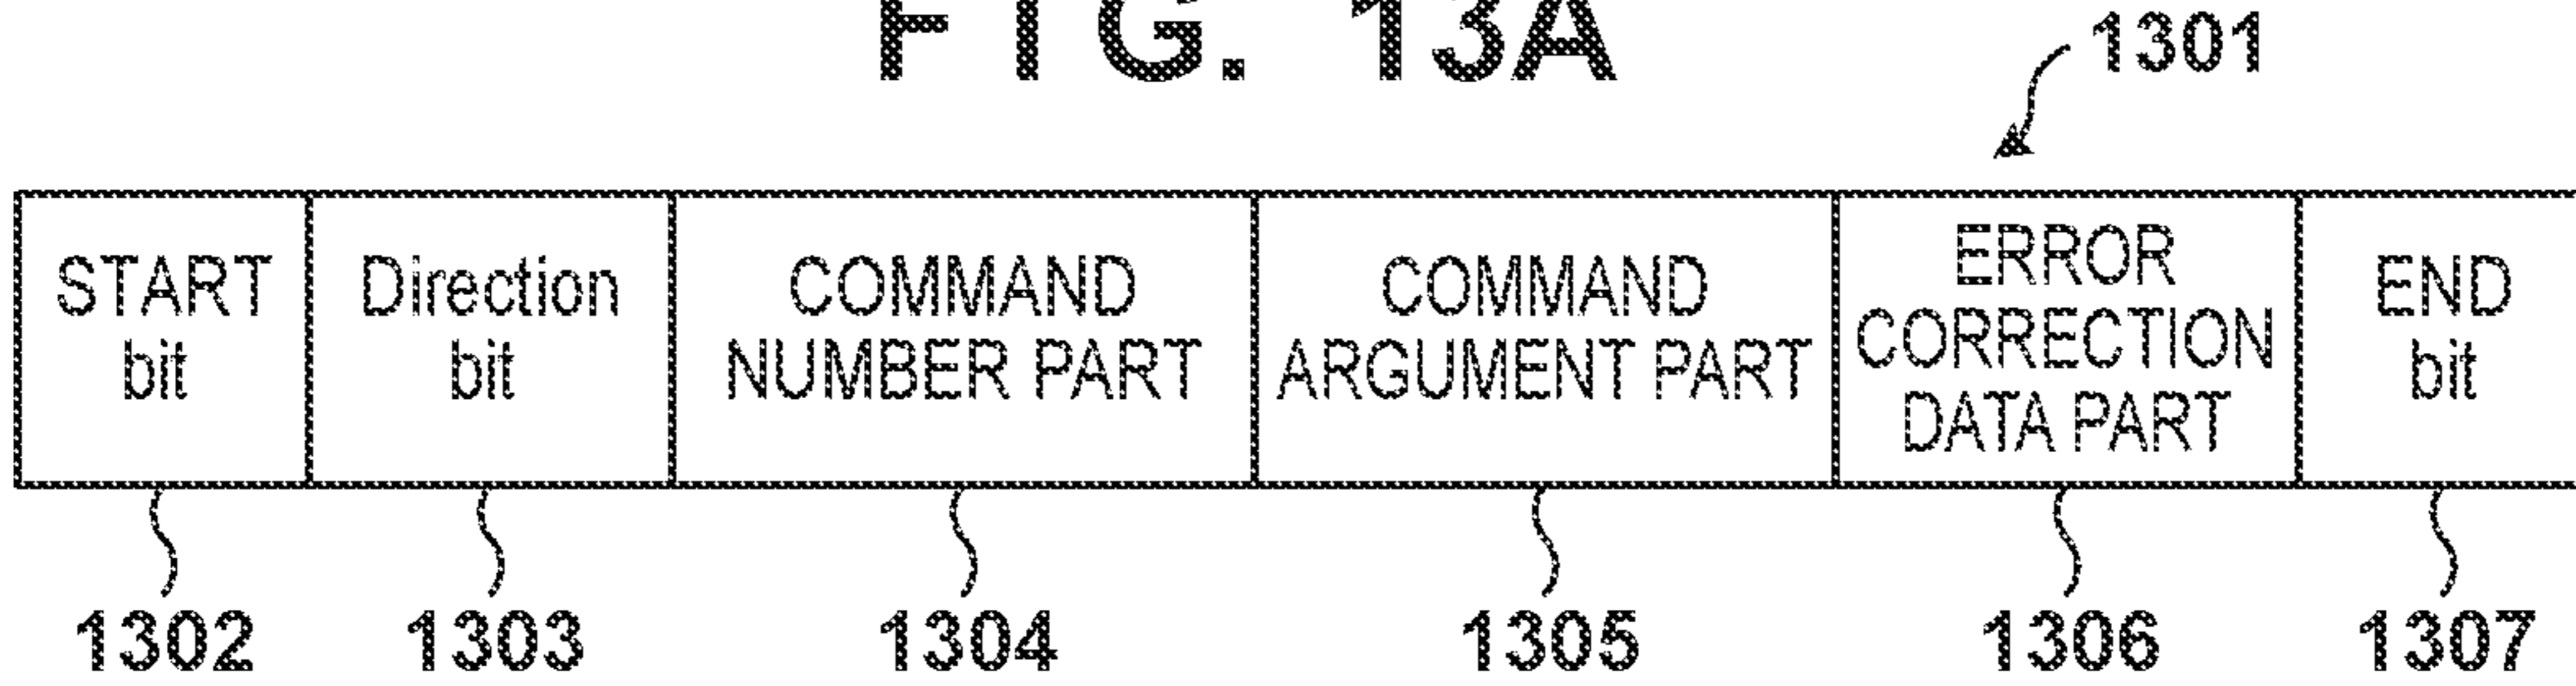 FIG. 13A
1301
START
bit
Direction
bit
COMMAND
NUMBER PART
COMMAND
ARGUMENT PART
ERROR
CORRECTION
DATA PART
END
bit
1302
1303
1304
1305
1306
1307